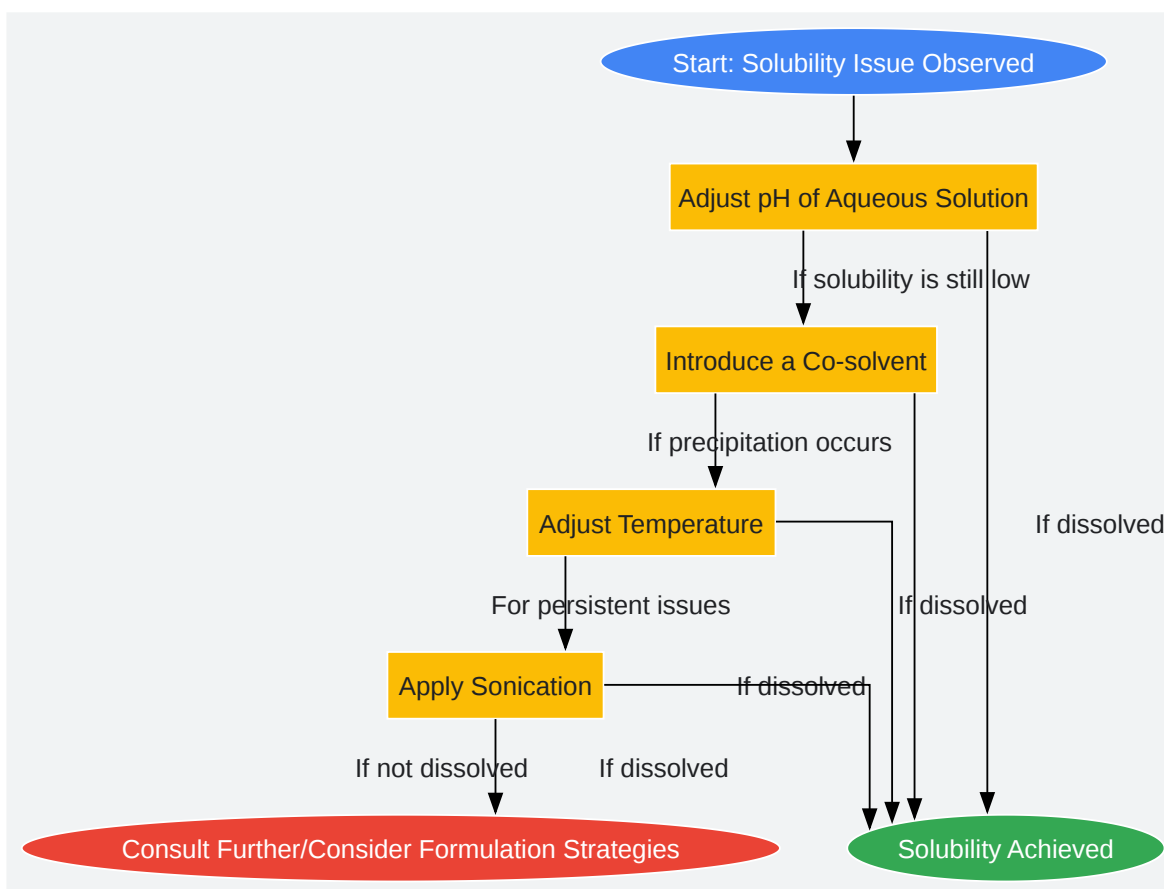 Start: Solubility Issue Observed
Adjust pH of Aqueous Solution
If solubility is still low
Introduce a Co-solvent
If precipitation occurs
Adjust Temperature
If dissolved
For persistent issues
If dissolved
Apply Sonication
If dissolved
If not dissolved
If dissolved
Consult Further/Consider Formulation Strategies
Solubility Achieved